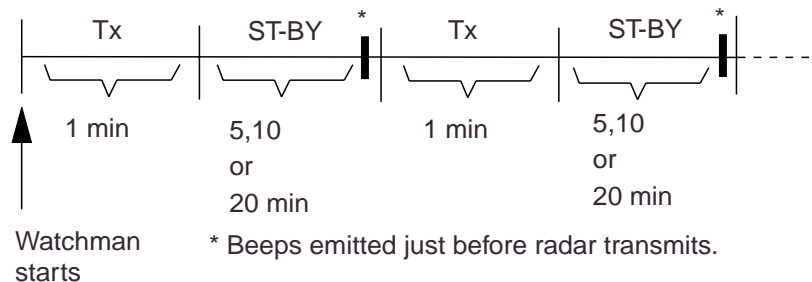 * *
Tx ST-BY Tx ST-BY
1 min 5,10 1 min 5,10
or or
20 min 20 min
Watchman * Beeps emitted just before radar transmits.
starts